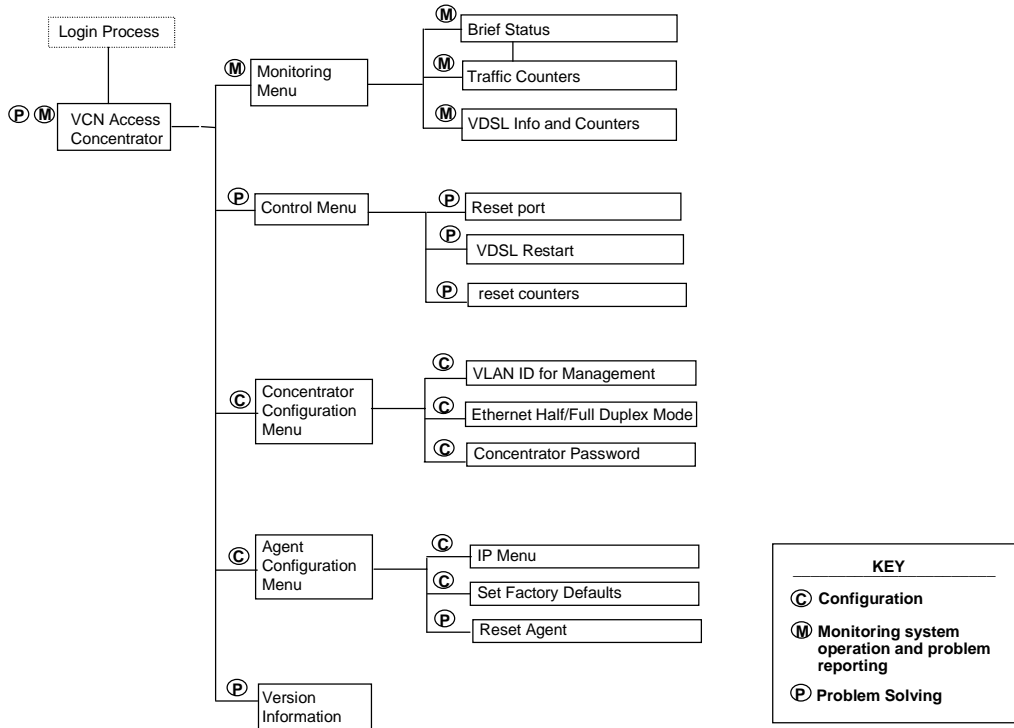 Login Process
P M
VCN Access
Concentrator
M
Monitoring
Menu
M
Brief Status
M
Traffic Counters
M
VDSL Info and Counters
P
Control Menu
P
Reset port
P
VDSL Restart
P
reset counters
C
Concentrator
Configuration
Menu
C
VLAN ID for Management
C
Ethernet Half/Full Duplex Mode
C
Concentrator Password
C
Agent
Configuration
Menu
C
IP Menu
C
Set Factory Defaults
P
Reset Agent
P
Version
Information
KEY
C Configuration
M Monitoring system
operation and problem
reporting
P Problem Solving